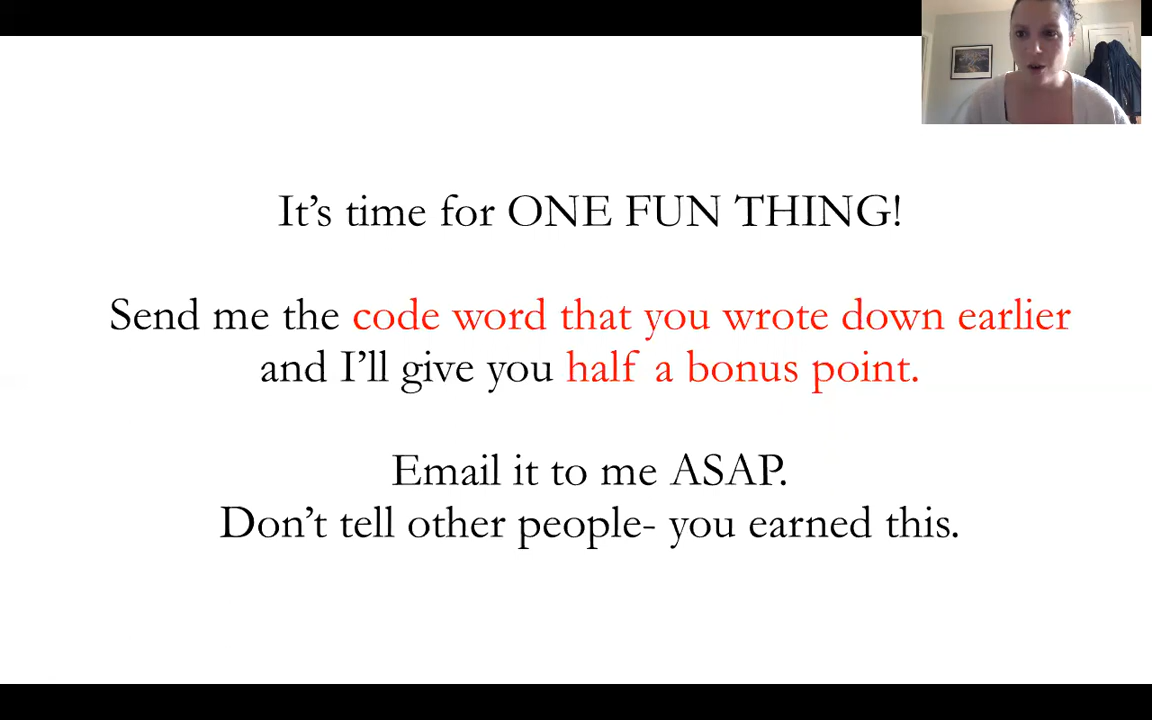 It's time for ONE FUN THING!
Send me the code word that you wrote down earlier
and I'll give you half a bonus point.
Email it to me ASAP.
Don't tell other people- you earned this.